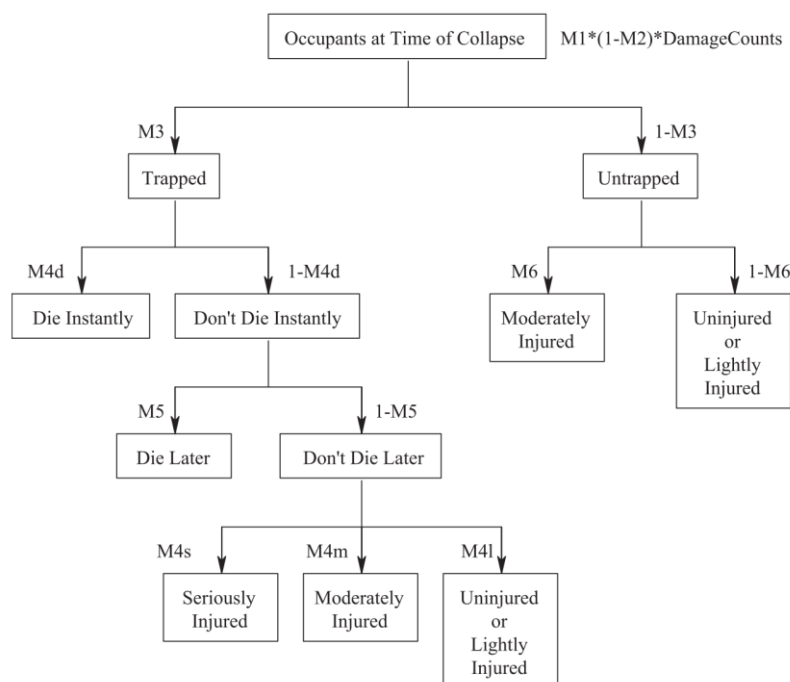 Occupants at Time of Collapse
M1*(1-M2)*DamageCounts
M3
1-M3
Trapped
Untrapped
M4d
1-M4d
M6
1-M6
Die Instantly
Don't Die Instantly
Moderately
Injured
Uninjured
or
Lightly
Injured
M5
1-M5
Die Later
Don't Die Later
M4s
M4m
M4l
Seriously
Injured
Moderately
Injured
Uninjured
or
Lightly
Injured